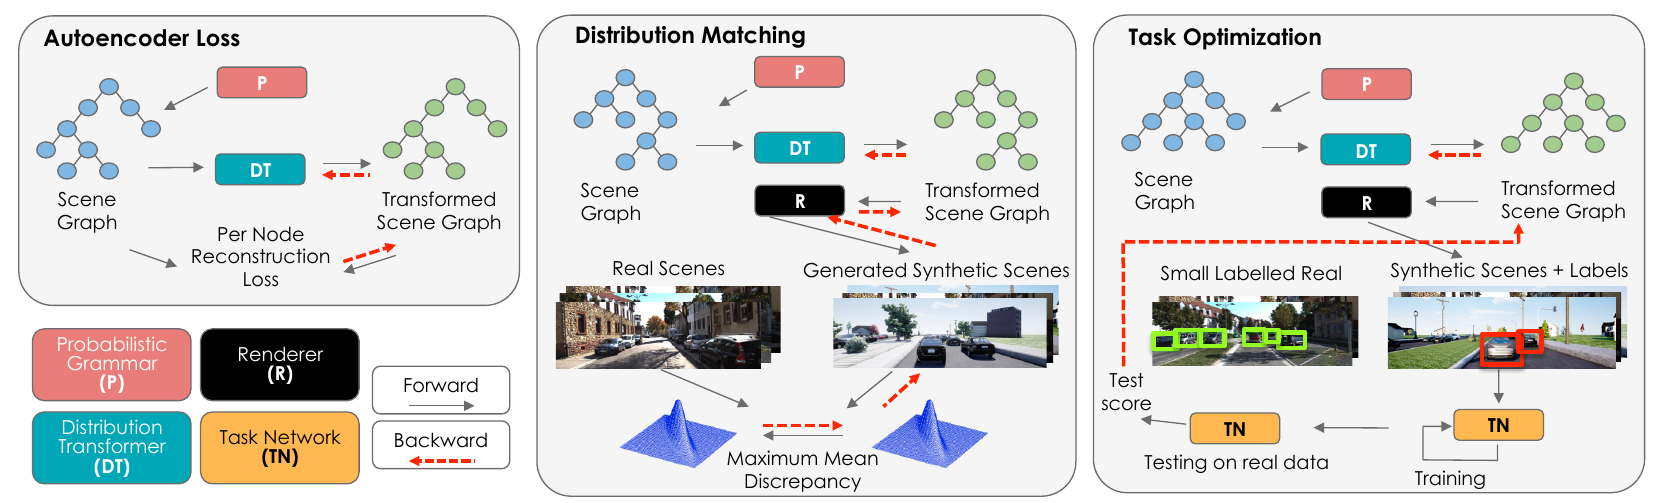 Autoencoder Loss
P
DT
Scene
Graph
Transformed
Scene Graph
Per Node
Reconstruction
Loss
Probabilistic
Grammar
(P)
Renderer
(R)
Distribution
Transformer
(DT)
Task Network
(TN)
Forward
Backward
Distribution Matching
P
DT
R
Scene
Graph
Transformed
Scene Graph
Real Scenes
Generated Synthetic Scenes
Maximum Mean
Discrepancy
Task Optimization
P
DT
R
Scene
Graph
Transformed
Scene Graph
Small Labelled Real
Synthetic Scenes + Labels
Test
score
TN
TN
Testing on real data
Training